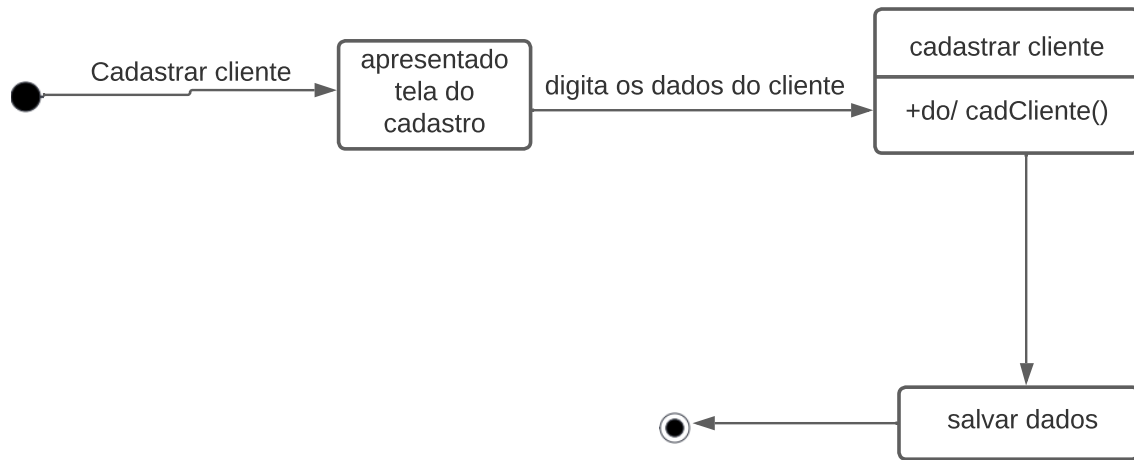 Cadastrar cliente
apresentado
tela do
cadastro
digita os dados do cliente
cadastrar cliente
+do/ cadCliente()
salvar dados